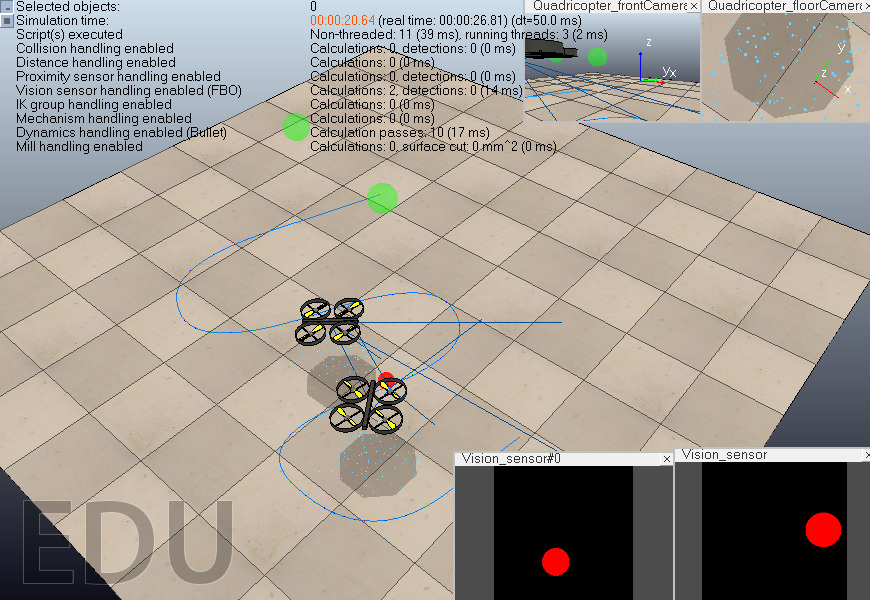 Selected objects: 0
Simulation time: 00:00:20.64 (real time: 00:00:26.81) (dt=50.0 ms)
Script(s) executed Non-threaded: 11 (39 ms), running threads: 3 (2 ms)
Collision handling enabled Calculations: 0, detections: 0 (0 ms)
Distance handling enabled Calculations: 0 (0 ms)
Proximity sensor handling enabled Calculations: 0, detections: 0 (0 ms)
Vision sensor handling enabled (FBO) Calculations: 2, detections: 0 (14 ms)
IK group handling enabled Calculations: 0 (0 ms)
Mechanism handling enabled Calculations: 0 (0 ms)
Dynamics handling enabled (Bullet) Calculation passes: 10 (17 ms)
Mill handling enabled Calculations: 0, surface cut: 0 mm^2 (0 ms)
Quadricopter_frontCamera
z
y x
Quadricopter_floorCamera
y
z
x
Vision_sensor#0
Vision_sensor
EDU